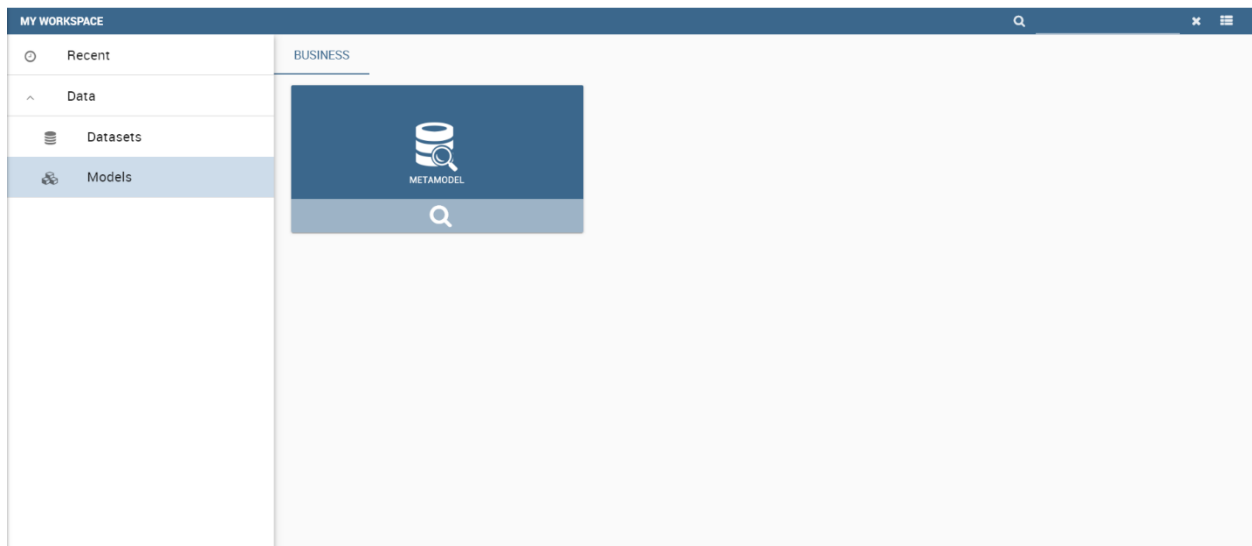 MY WORKSPACE
Recent
Data
Datasets
Models
BUSINESS
METAMODEL